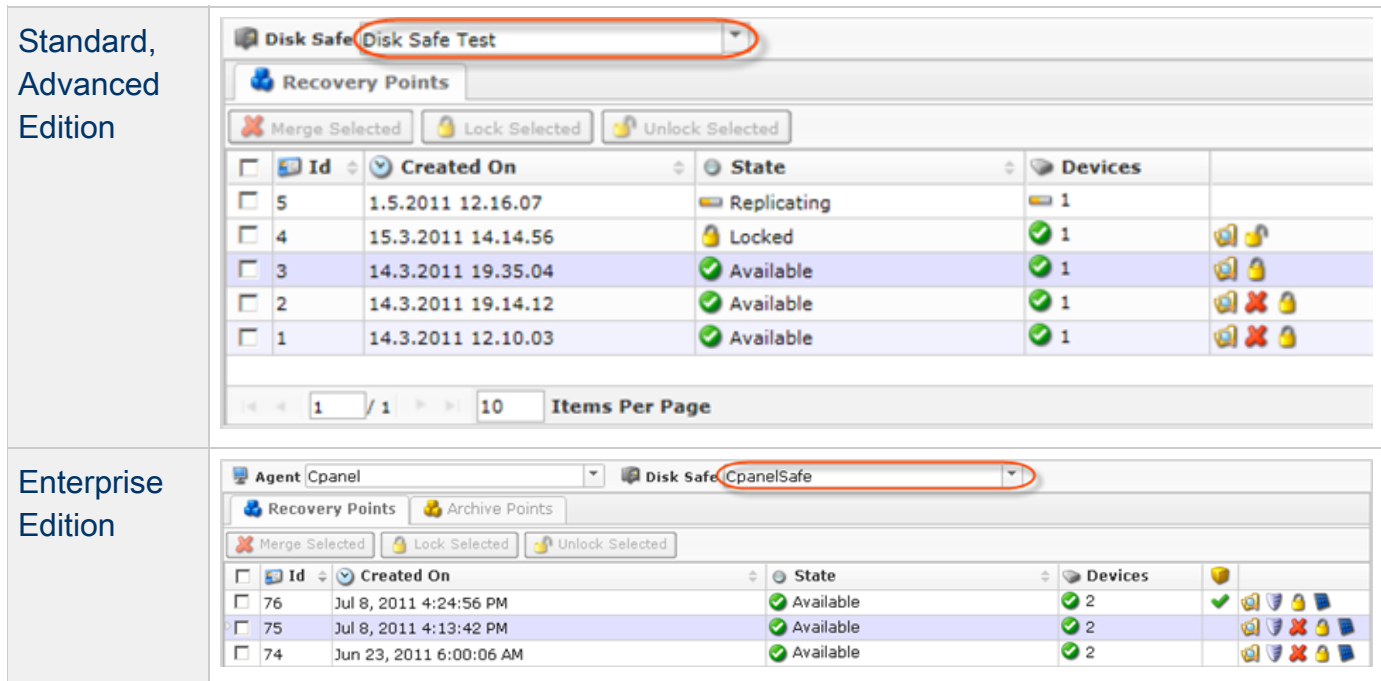 Standard,
Advanced
Edition
Disk Safe Disk Safe Test
Recovery Points
Merge Selected Lock Selected Unlock Selected
Id Created On State Devices
5 1.5.2011 12.16.07 Replicating 1
4 15.3.2011 14.14.56 Locked 1
3 14.3.2011 19.35.04 Available 1
2 14.3.2011 19.14.12 Available 1
1 14.3.2011 12.10.03 Available 1
1 / 1 10 Items Per Page
Enterprise
Edition
Agent Cpanel Disk Safe CpanelSafe
Recovery Points Archive Points
Merge Selected Lock Selected Unlock Selected
Id Created On State Devices
76 Jul 8, 2011 4:24:56 PM Available 2
75 Jul 8, 2011 4:13:42 PM Available 2
74 Jun 23, 2011 6:00:06 AM Available 2